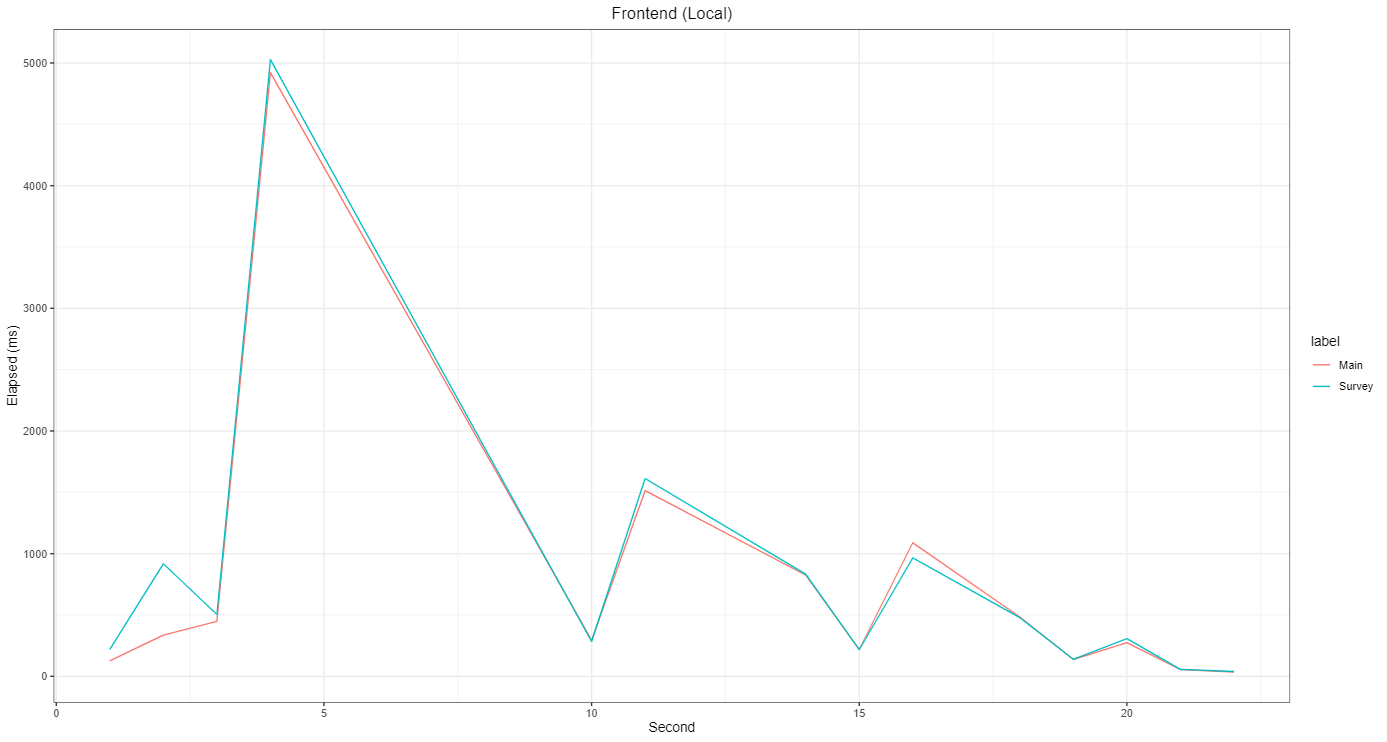 Frontend (Local)
Elapsed (ms)
5000
4000
3000
2000
1000
0
0 5 10 15 20
Second
label
Main
Survey